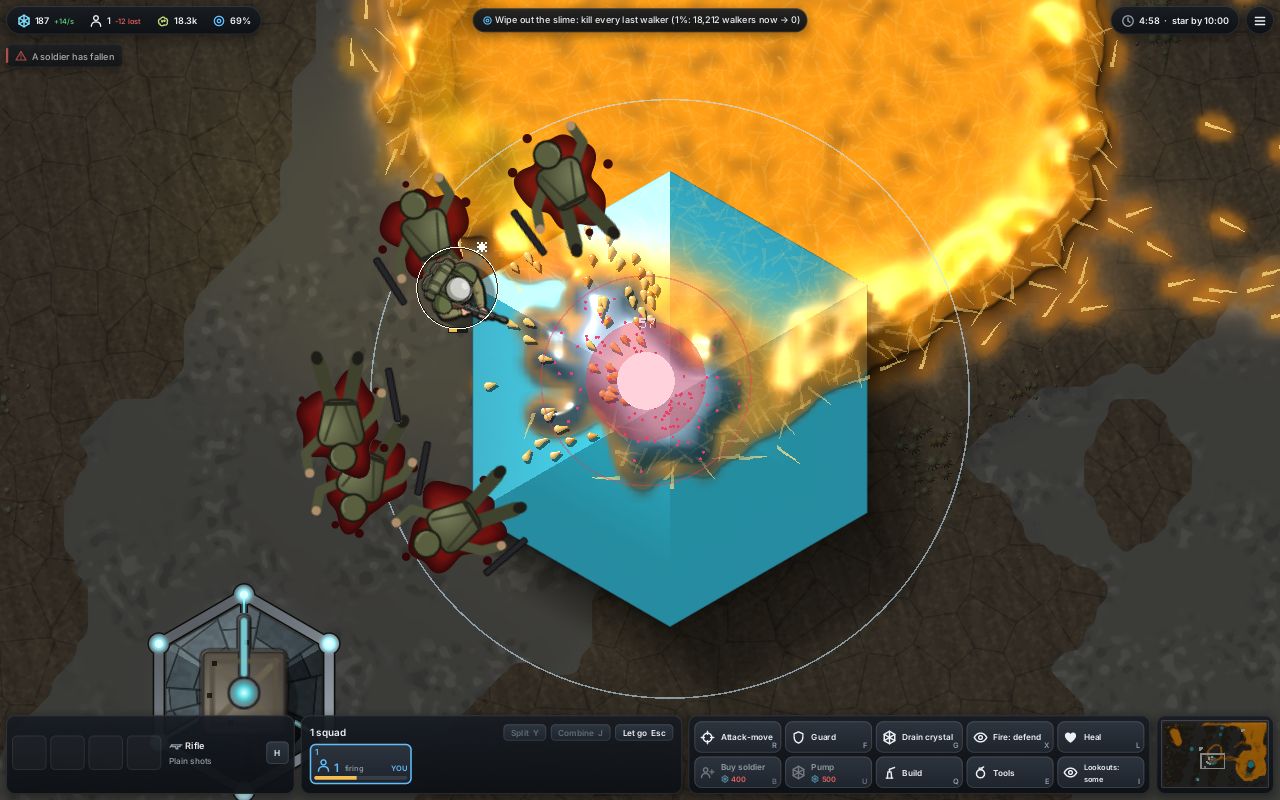 187 +14/s 1 -12 lost 18.3k 69%
Wipe out the slime: kill every last walker (1%: 18,212 walkers now → 0)
4:58 · star by 10:00
A soldier has fallen
Rifle
Plain shots
H
1 squad
Split Y
Combine J
Let go Esc
1
1 firing YOU
Attack-move R
Guard F
Drain crystal G
Fire: defend X
Heal L
Buy soldier 400 B
Pump 500 U
Build Q
Tools E
Lookouts: some I